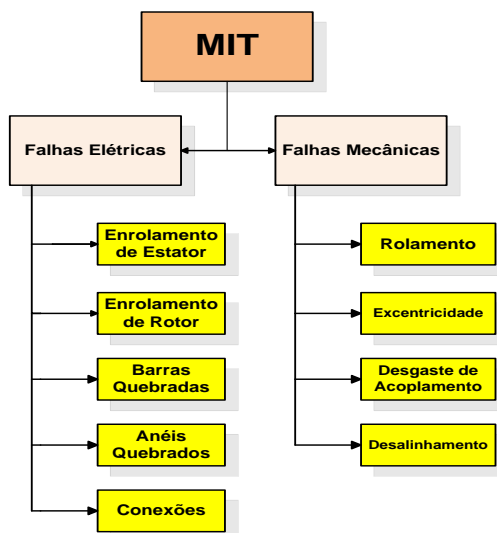 MIT
Falhas Elétricas
Falhas Mecânicas
Enrolamento
de Estator
Enrolamento
de Rotor
Barras
Quebradas
Anéis
Quebrados
Conexões
Rolamento
Excentricidade
Desgaste de
Acoplamento
Desalinhamento